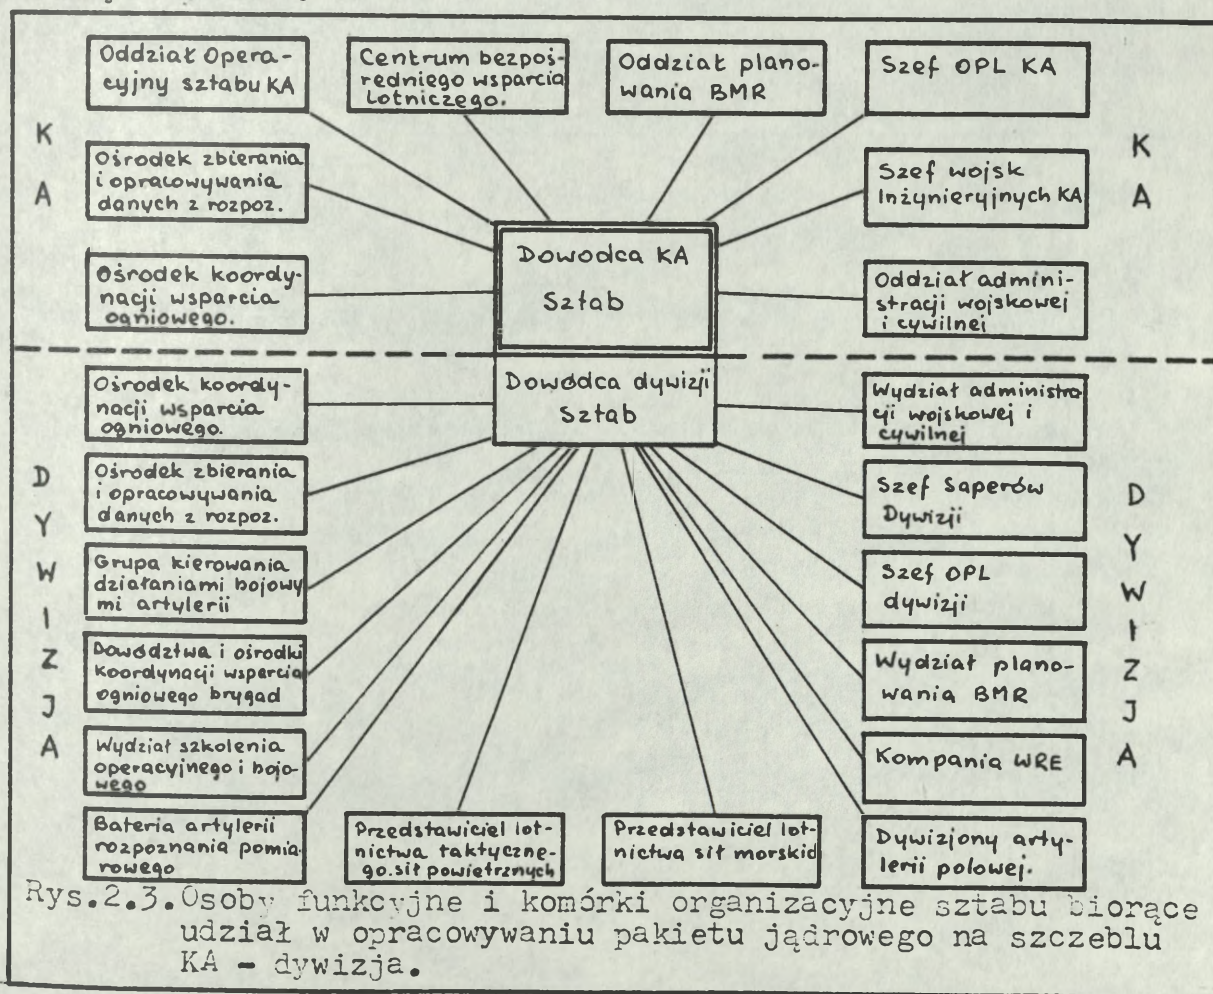 Oddział Opera-
cyjny sztabu KA
Centrum bezpoś-
redniego wsparcia
Lotniczego.
Oddział plano-
wania BMR
Szef OPL KA
K
A
Ośrodek zbierania
i opracowywania
danych z rozpoz.
Szef wojsk
Inżynieryjnych KA
K
A
Ośrodek koordy-
nacji wsparcia
ogniowego.
Dowodca KA
Sztab
Oddział admini-
stracji wojskowej
i cywilnej
Ośrodek koordy-
nacji wsparcia
ogniowego.
Dowódca dywizji
Sztab
Wydział administra
cji wojskowej i
cywilnej
D
Y
W
I
Z
J
A
Ośrodek zbierania
i opracowywania
danych z rozpoz.
Szef Saperów
Dywizji
D
Y
W
I
Z
J
A
Grupa kierowania
działaniami bojowy
mi artylerii
Szef OPL
dywizji
Dowództwa i ośrodki
koordynacji wsparcia
ogniowego brygad
Wydział plano-
wania BMR
Wydział szkolenia
operacyjnego i bojo-
wego
Kompania WRE
Bateria artylerii
rozpoznania pomia-
rowego
Przedstawiciel lot-
nictwa taktyczne-
go.sił powietrznych
Przedstawiciel lot-
nictwa sił morskid
Dywizjony arty-
lerii polowej.
Rys.2.3.Osoby funkcyjne i komórki organizacyjne sztabu biorące
udział w opracowywaniu pakietu jądrowego na szczeblu
KA - dywizja.